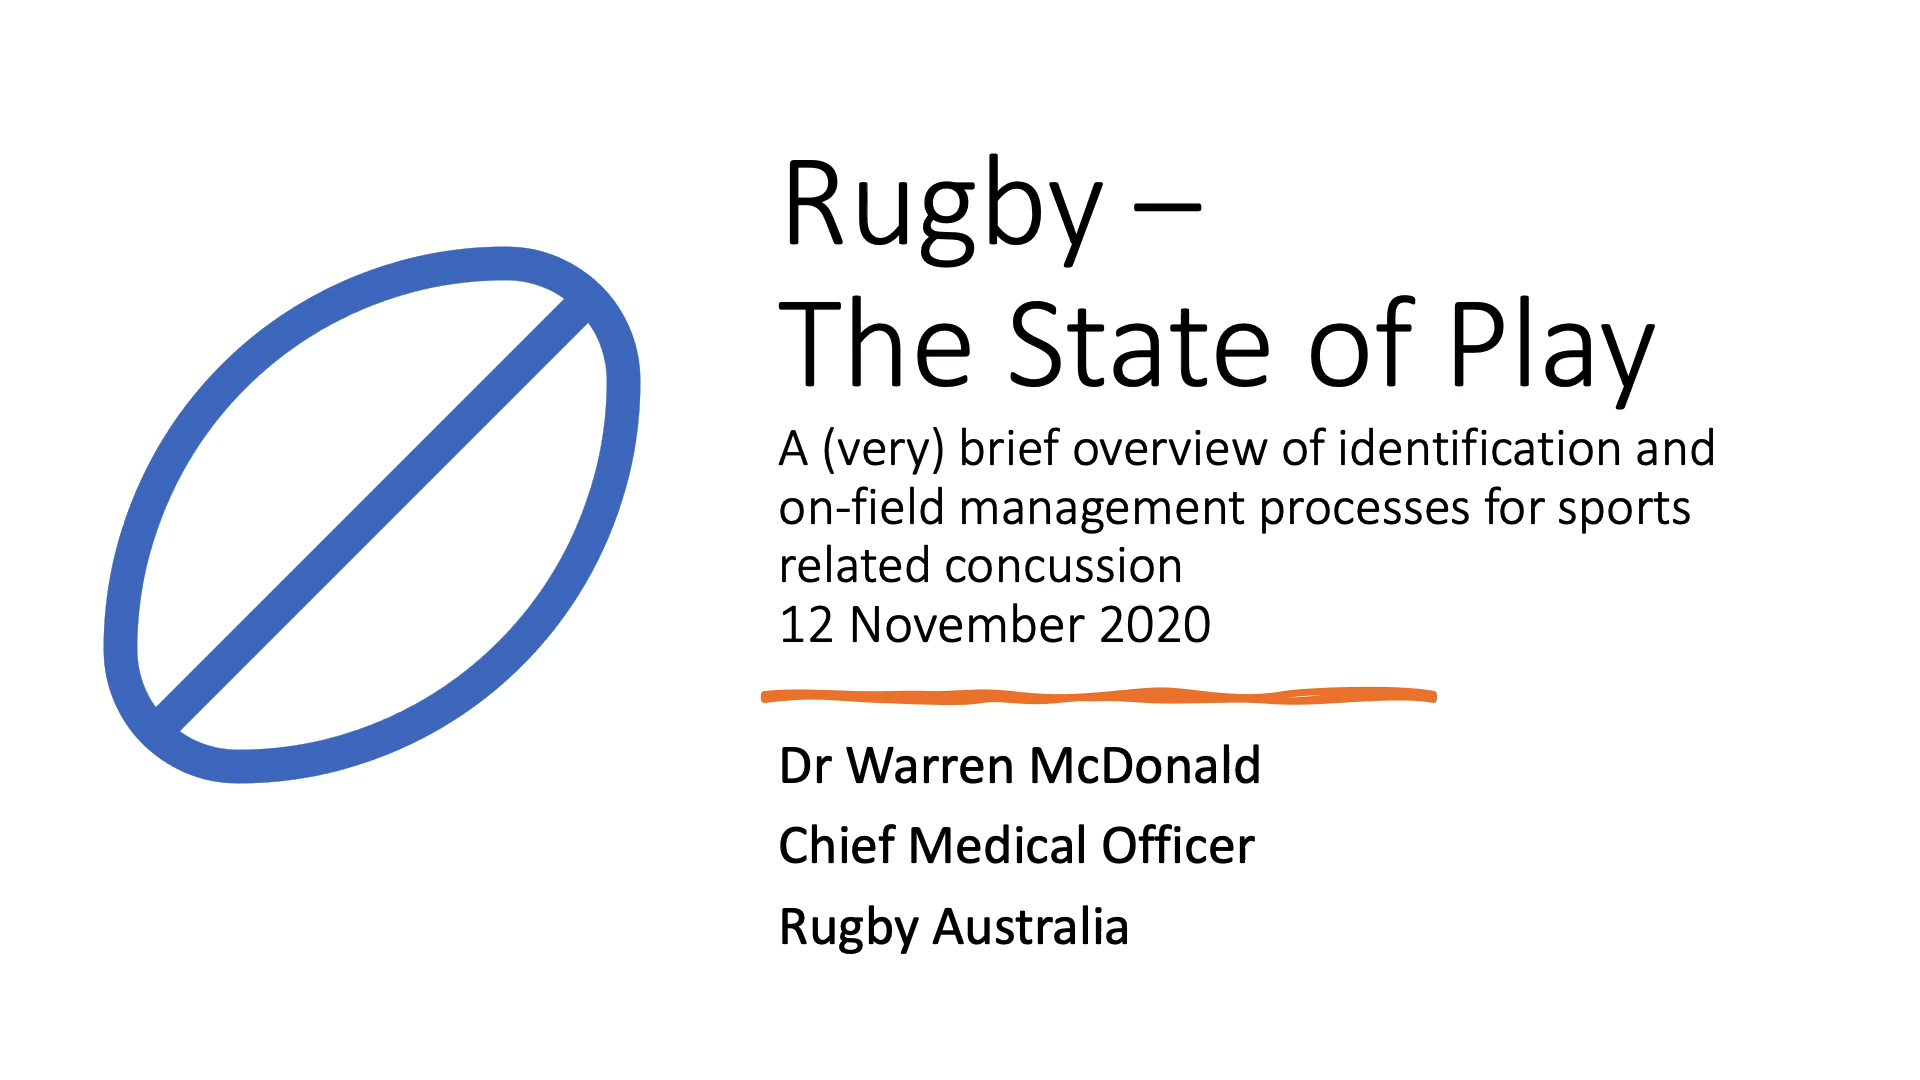 Rugby –
The State of Play
A (very) brief overview of identification and
on-field management processes for sports
related concussion
12 November 2020
Dr Warren McDonald
Chief Medical Officer
Rugby Australia